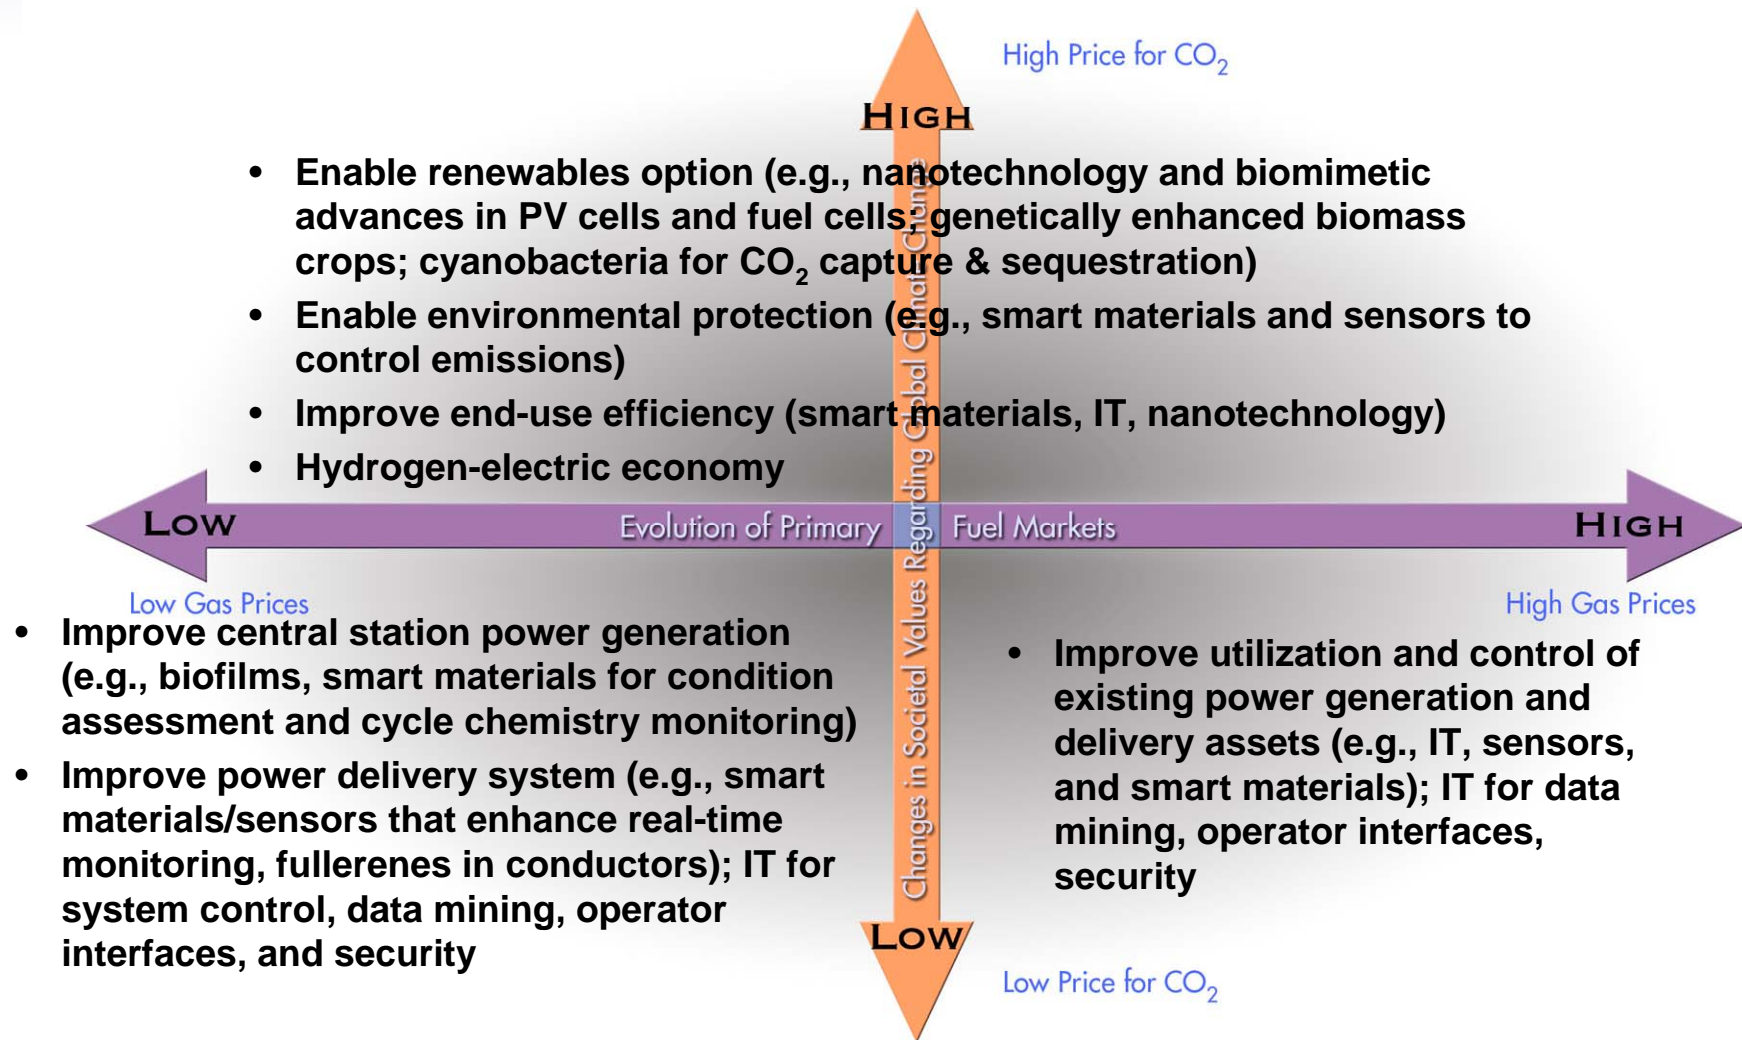 High Price for CO2
HIGH
• Enable renewables option (e.g., nanotechnology and biomimetic
advances in PV cells and fuel cells; genetically enhanced biomass
crops; cyanobacteria for CO2 capture & sequestration)
• Enable environmental protection (e.g., smart materials and sensors to
control emissions)
• Improve end-use efficiency (smart materials, IT, nanotechnology)
• Hydrogen-electric economy
Changes in Societal Values Regarding Global Climate Change
LOW
Evolution of Primary Fuel Markets
HIGH
Low Gas Prices
High Gas Prices
• Improve central station power generation
(e.g., biofilms, smart materials for condition
assessment and cycle chemistry monitoring)
• Improve power delivery system (e.g., smart
materials/sensors that enhance real-time
monitoring, fullerenes in conductors); IT for
system control, data mining, operator
interfaces, and security
• Improve utilization and control of
existing power generation and
delivery assets (e.g., IT, sensors,
and smart materials); IT for data
mining, operator interfaces,
security
LOW
Low Price for CO2